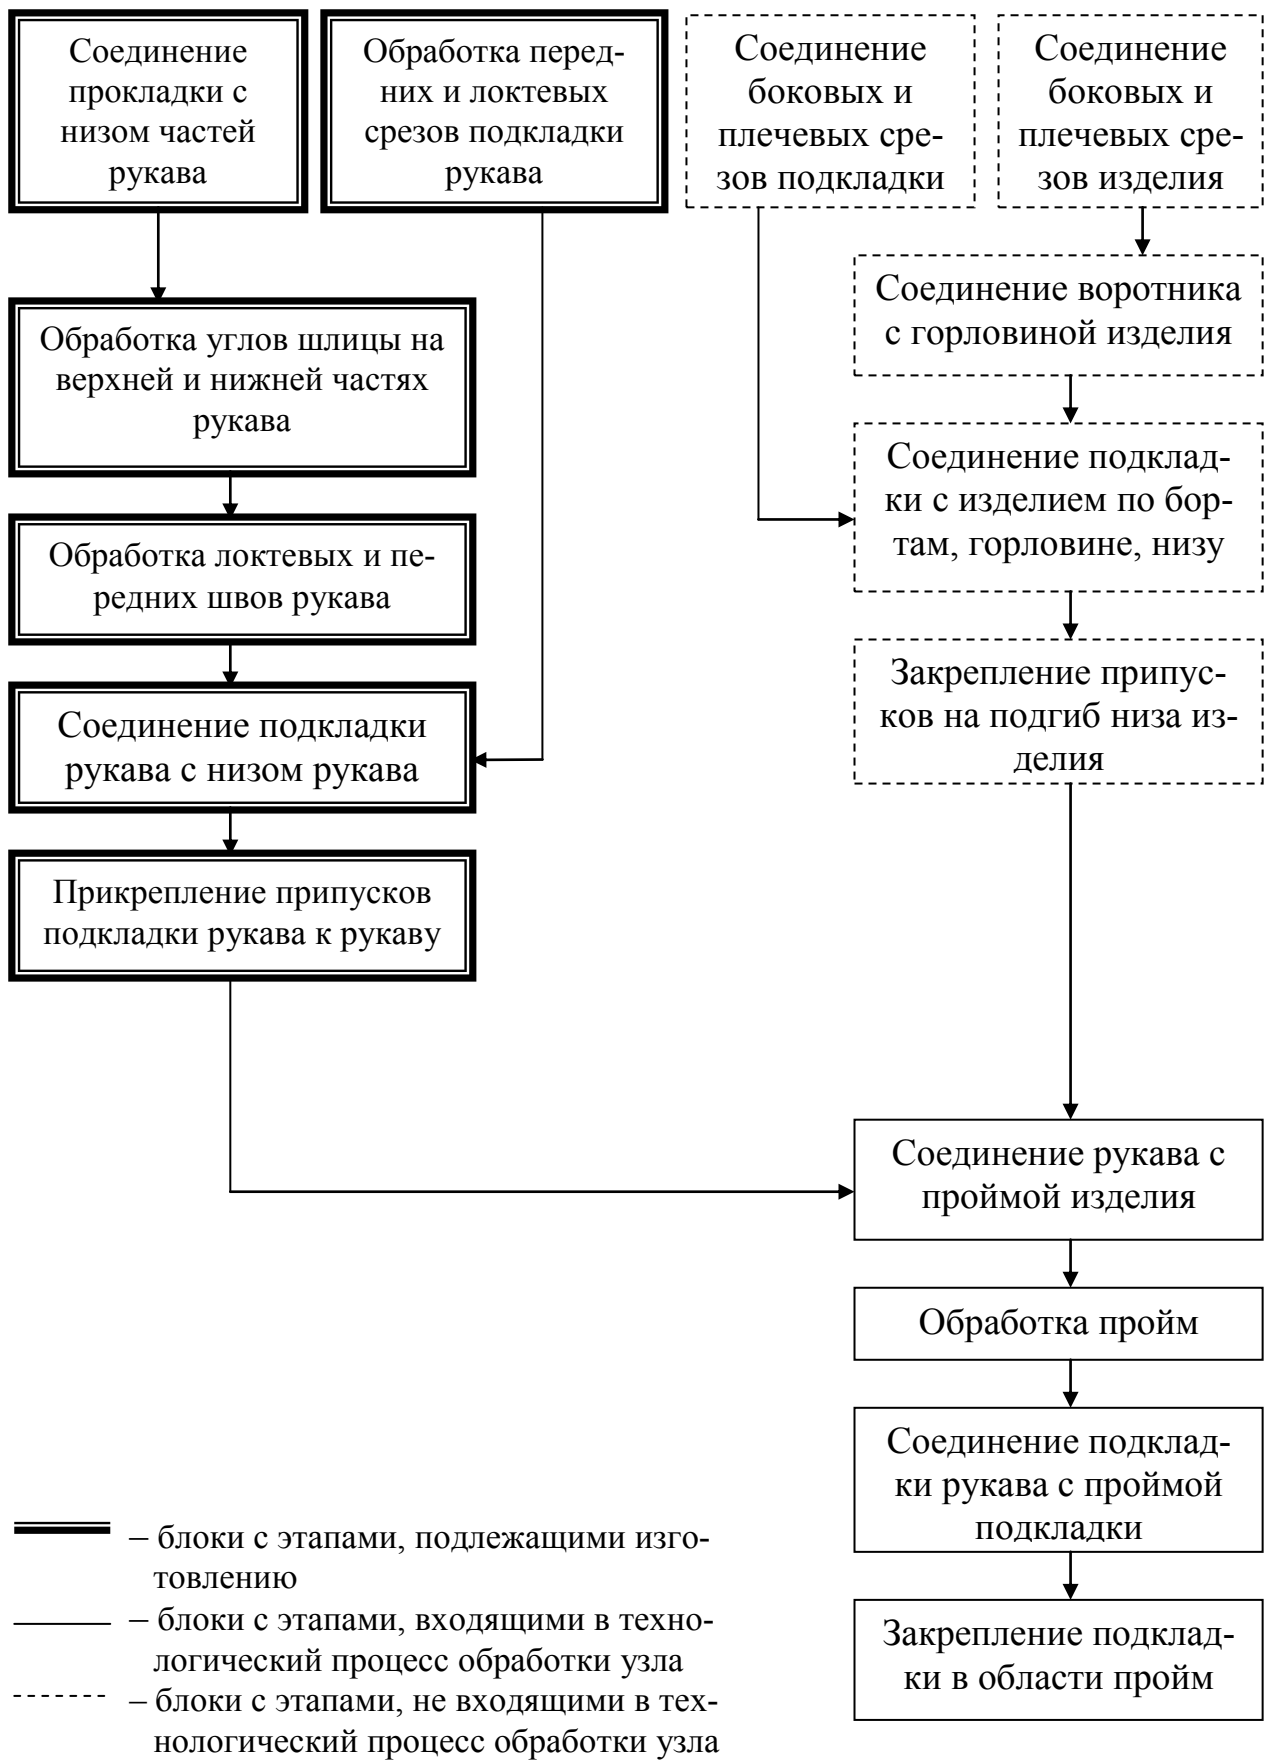 Соединение
прокладки с
низом частей
рукава
Обработка перед-
них и локтевых
срезов подкладки
рукава
Соединение
боковых и
плечевых сре-
зов подкладки
Соединение
боковых и
плечевых сре-
зов изделия
Соединение воротника
с горловиной изделия
Обработка углов шлицы на
верхней и нижней частях
рукава
Соединение подклад-
ки с изделием по бор-
там, горловине, низу
Обработка локтевых и пе-
редних швов рукава
Закрепление припус-
ков на подгиб низа из-
делия
Соединение подкладки
рукава с низом рукава
Прикрепление припусков
подкладки рукава к рукаву
Соединение рукава с
проймой изделия
Обработка пройм
Соединение подклад-
ки рукава с проймой
подкладки
Закрепление подклад-
ки в области пройм
– блоки с этапами, подлежащими изго-
товлению
– блоки с этапами, входящими в техно-
логический процесс обработки узла
– блоки с этапами, не входящими в тех-
нологический процесс обработки узла